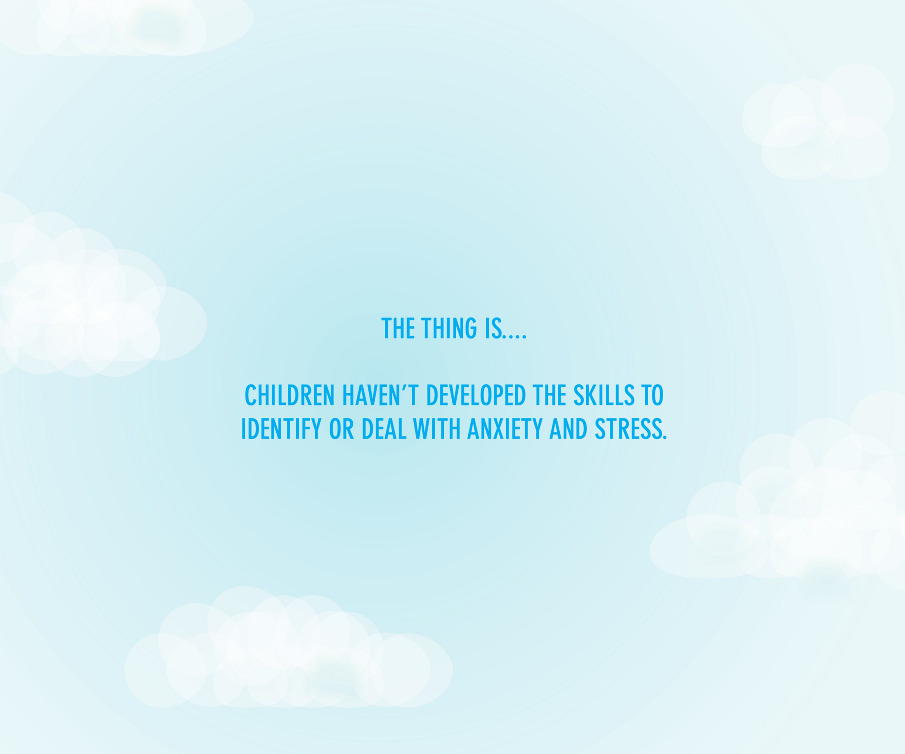 THE THING IS....
CHILDREN HAVEN’T DEVELOPED THE SKILLS TO
IDENTIFY OR DEAL WITH ANXIETY AND STRESS.